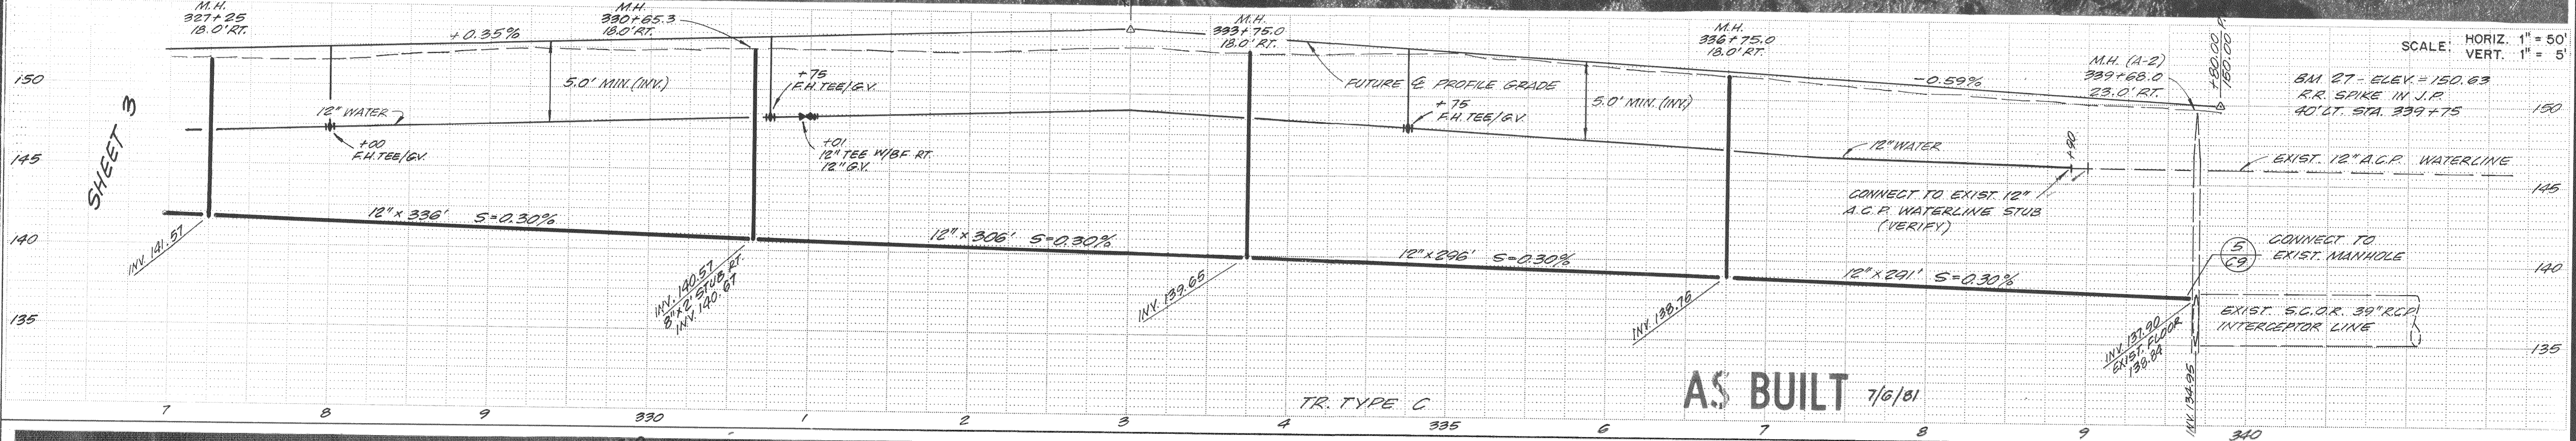 M.H.
327+25
18.0' RT.
+0.35%
M.H.
330+65.3
18.0' RT.
M.H.
333+75.0
18.0' RT.
M.H.
336+75.0
18.0' RT.
M.H. (A-2)
339+68.0
23.0' RT.
+80.00 P.
150.00
SCALE: HORIZ. 1" = 50'
VERT. 1" = 5'
BM. 27 - ELEV. = 150.63
R.R. SPIKE IN J.P.
40' LT. STA. 339+75
150
5.0' MIN. (INV.)
+75
F.H. TEE/G.V.
FUTURE ℄ PROFILE GRADE
+75
F.H. TEE/G.V.
5.0' MIN. (INV.)
-0.59%
150
SHEET 3
12" WATER
+00
F.H. TEE/G.V.
+01
12" TEE W/BF RT.
12" G.V.
12" WATER
+90
EXIST. 12" A.C.P. WATERLINE
145
145
CONNECT TO EXIST. 12"
A.C.P. WATERLINE STUB
(VERIFY)
12" x 336' S=0.30%
12" x 306' S=0.30%
12" x 296' S=0.30%
12" x 291' S=0.30%
5
C9
CONNECT TO
EXIST. MANHOLE
140
140
INV. 141.57
INV. 140.57
8" x 2' STUB RT.
INV. 140.67
INV. 139.65
INV. 138.76
INV. 137.90
EXIST. FLOOR
138.84
EXIST. S.C.O.R. 39" RCP
INTERCEPTOR LINE
135
135
INV. 134.95
AS BUILT 7/6/81
TR. TYPE C
7 8 9 330 1 2 3 4 335 6 7 8 9 340